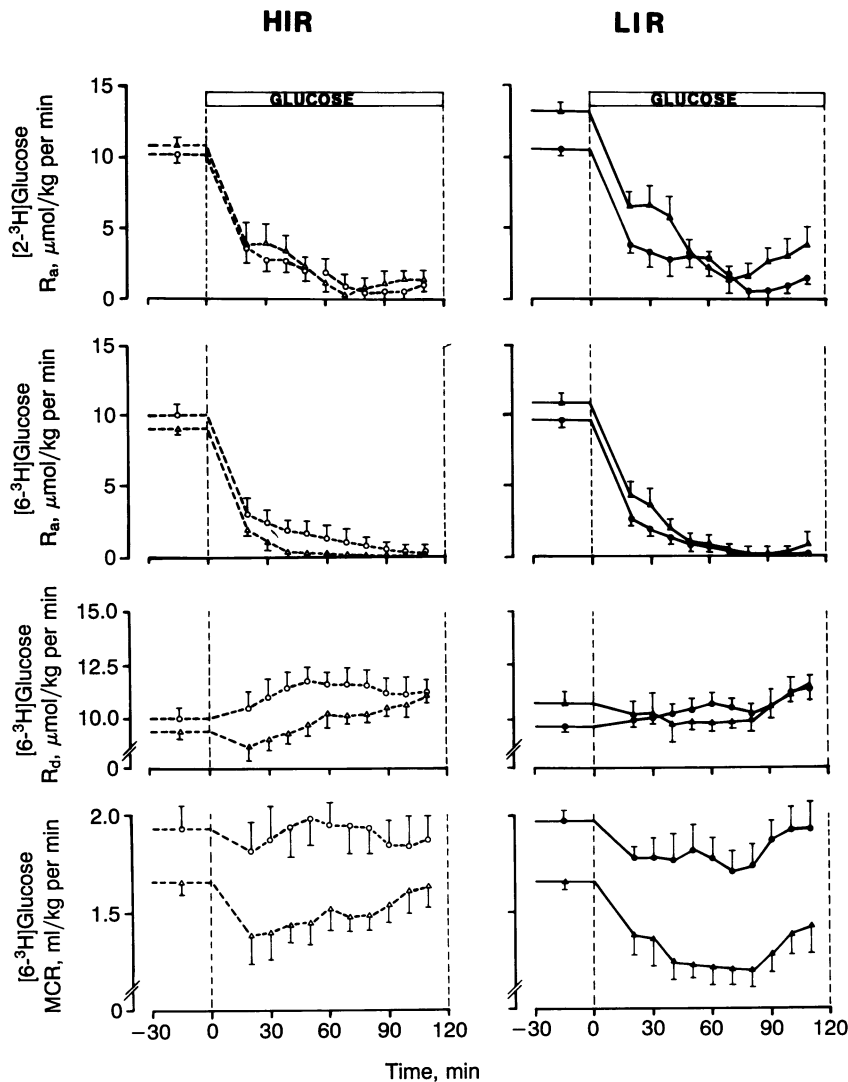 HIR
LIR
[2-³H]Glucose
Rₐ, μmol/kg per min
15
10
5
0
GLUCOSE
GLUCOSE
[6-³H]Glucose
Rₐ, μmol/kg per min
15
10
5
0
[6-³H]Glucose
R_d, μmol/kg per min
15.0
12.5
10.0
0
[6-³H]Glucose
MCR, ml/kg per min
2.0
1.5
0
−30 0 30 60 90 120
−30 0 30 60 90 120
Time, min